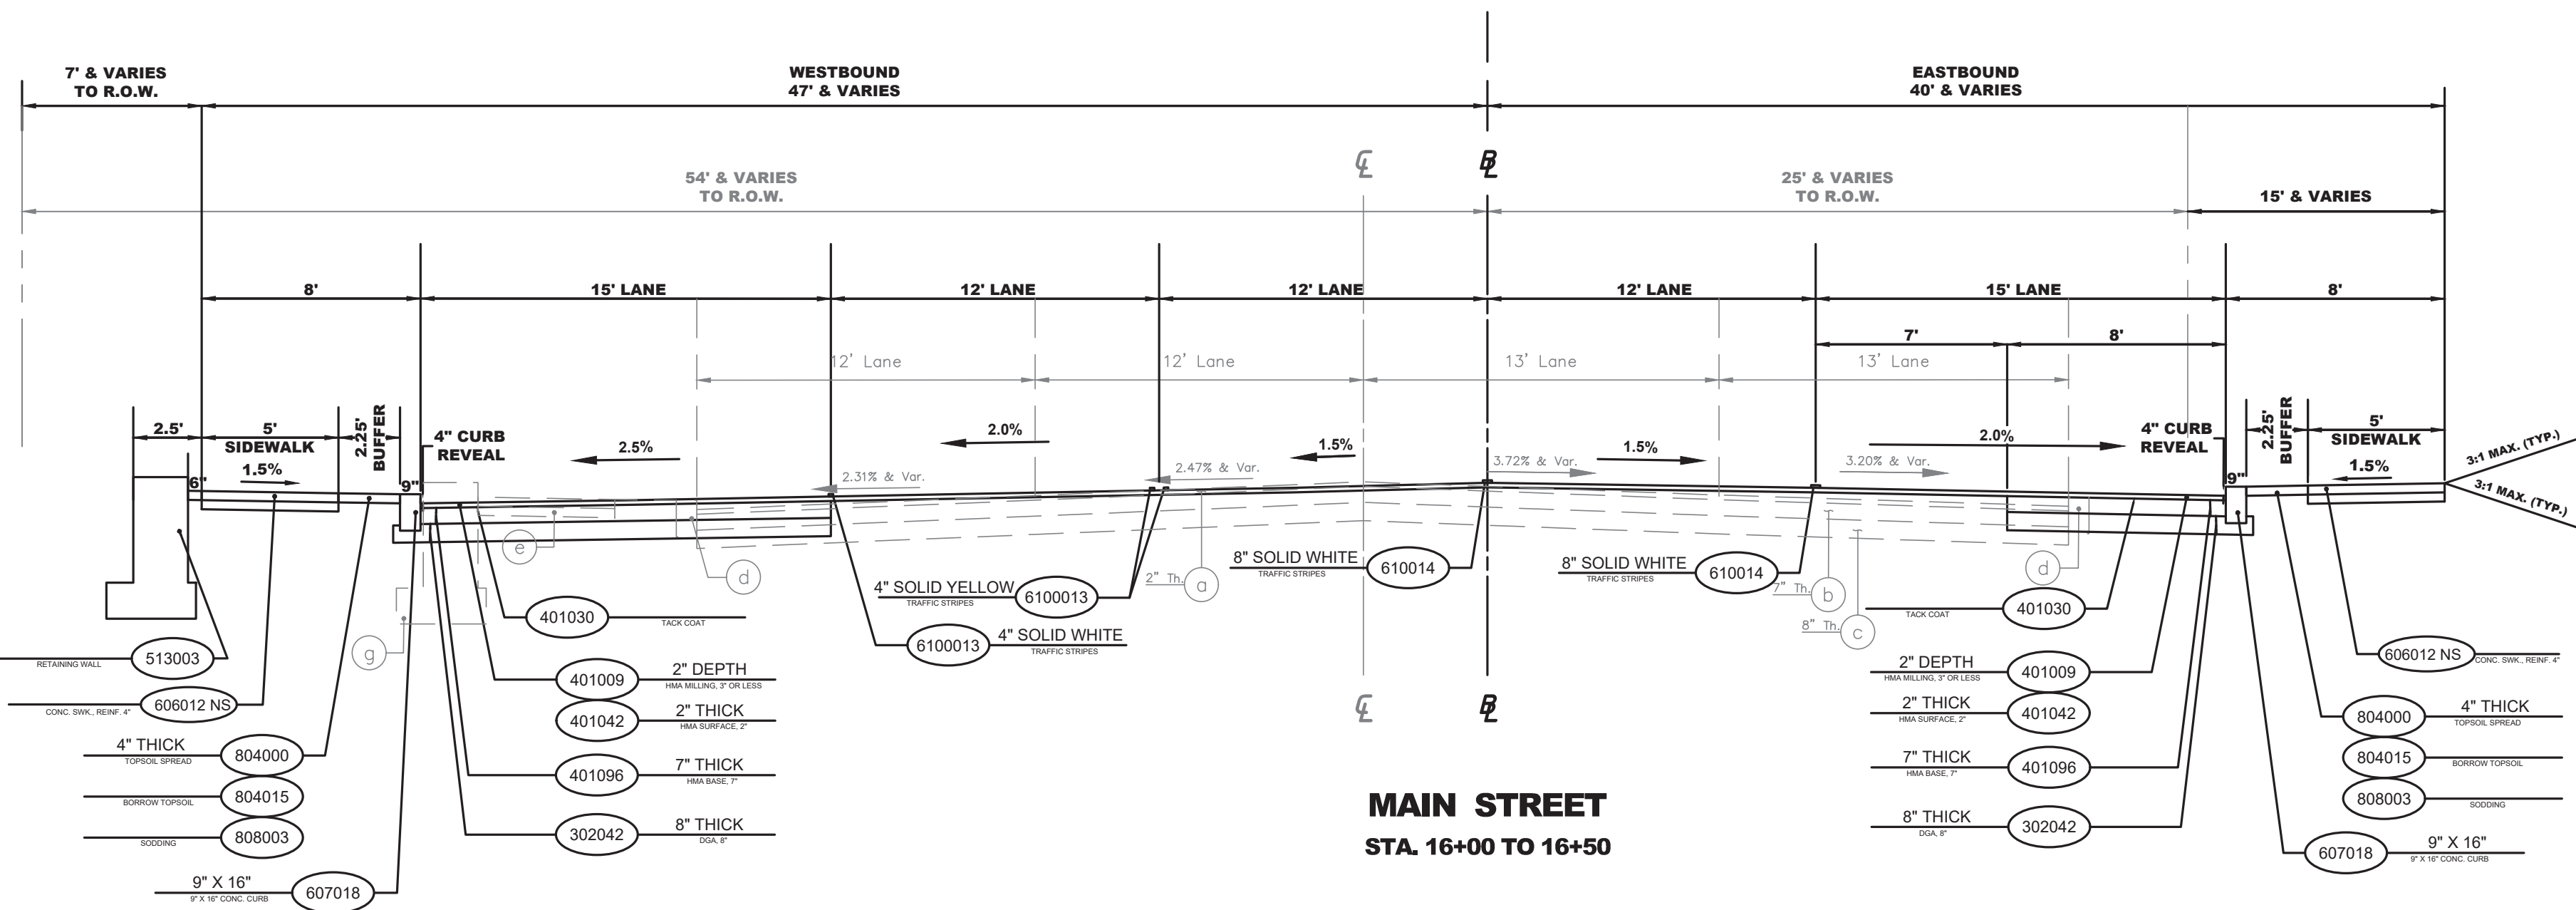 7' & VARIES
TO R.O.W.
WESTBOUND
47' & VARIES
EASTBOUND
40' & VARIES
℄
BL
54' & VARIES
TO R.O.W.
25' & VARIES
TO R.O.W.
15' & VARIES
8'
15' LANE
12' LANE
12' LANE
12' LANE
15' LANE
8'
7'
8'
12' Lane
12' Lane
13' Lane
13' Lane
2.5'
5'
SIDEWALK
2.25'
BUFFER
4" CURB
REVEAL
1.5%
6"
9"
2.5%
2.0%
1.5%
1.5%
2.0%
2.31% & Var.
2.47% & Var.
3.72% & Var.
3.20% & Var.
4" CURB
REVEAL
9"
2.25'
BUFFER
5'
SIDEWALK
1.5%
3:1 MAX. (TYP.)
3:1 MAX. (TYP.)
e
d
g
2" Th.
a
7" Th.
b
8" Th.
c
d
RETAINING WALL
513003
CONC. SWK., REINF. 4"
606012 NS
4" THICK
TOPSOIL SPREAD
804000
BORROW TOPSOIL
804015
SODDING
808003
9" X 16"
9" X 16" CONC. CURB
607018
401030
TACK COAT
401009
2" DEPTH
HMA MILLING, 3" OR LESS
401042
2" THICK
HMA SURFACE, 2"
401096
7" THICK
HMA BASE, 7"
302042
8" THICK
DGA, 8"
4" SOLID YELLOW
TRAFFIC STRIPES
6100013
6100013
4" SOLID WHITE
TRAFFIC STRIPES
8" SOLID WHITE
TRAFFIC STRIPES
610014
8" SOLID WHITE
TRAFFIC STRIPES
610014
TACK COAT
401030
2" DEPTH
HMA MILLING, 3" OR LESS
401009
2" THICK
HMA SURFACE, 2"
401042
7" THICK
HMA BASE, 7"
401096
8" THICK
DGA, 8"
302042
606012 NS
CONC. SWK., REINF. 4"
804000
4" THICK
TOPSOIL SPREAD
804015
BORROW TOPSOIL
808003
SODDING
607018
9" X 16"
9" X 16" CONC. CURB
℄
BL
MAIN STREET
STA. 16+00 TO 16+50